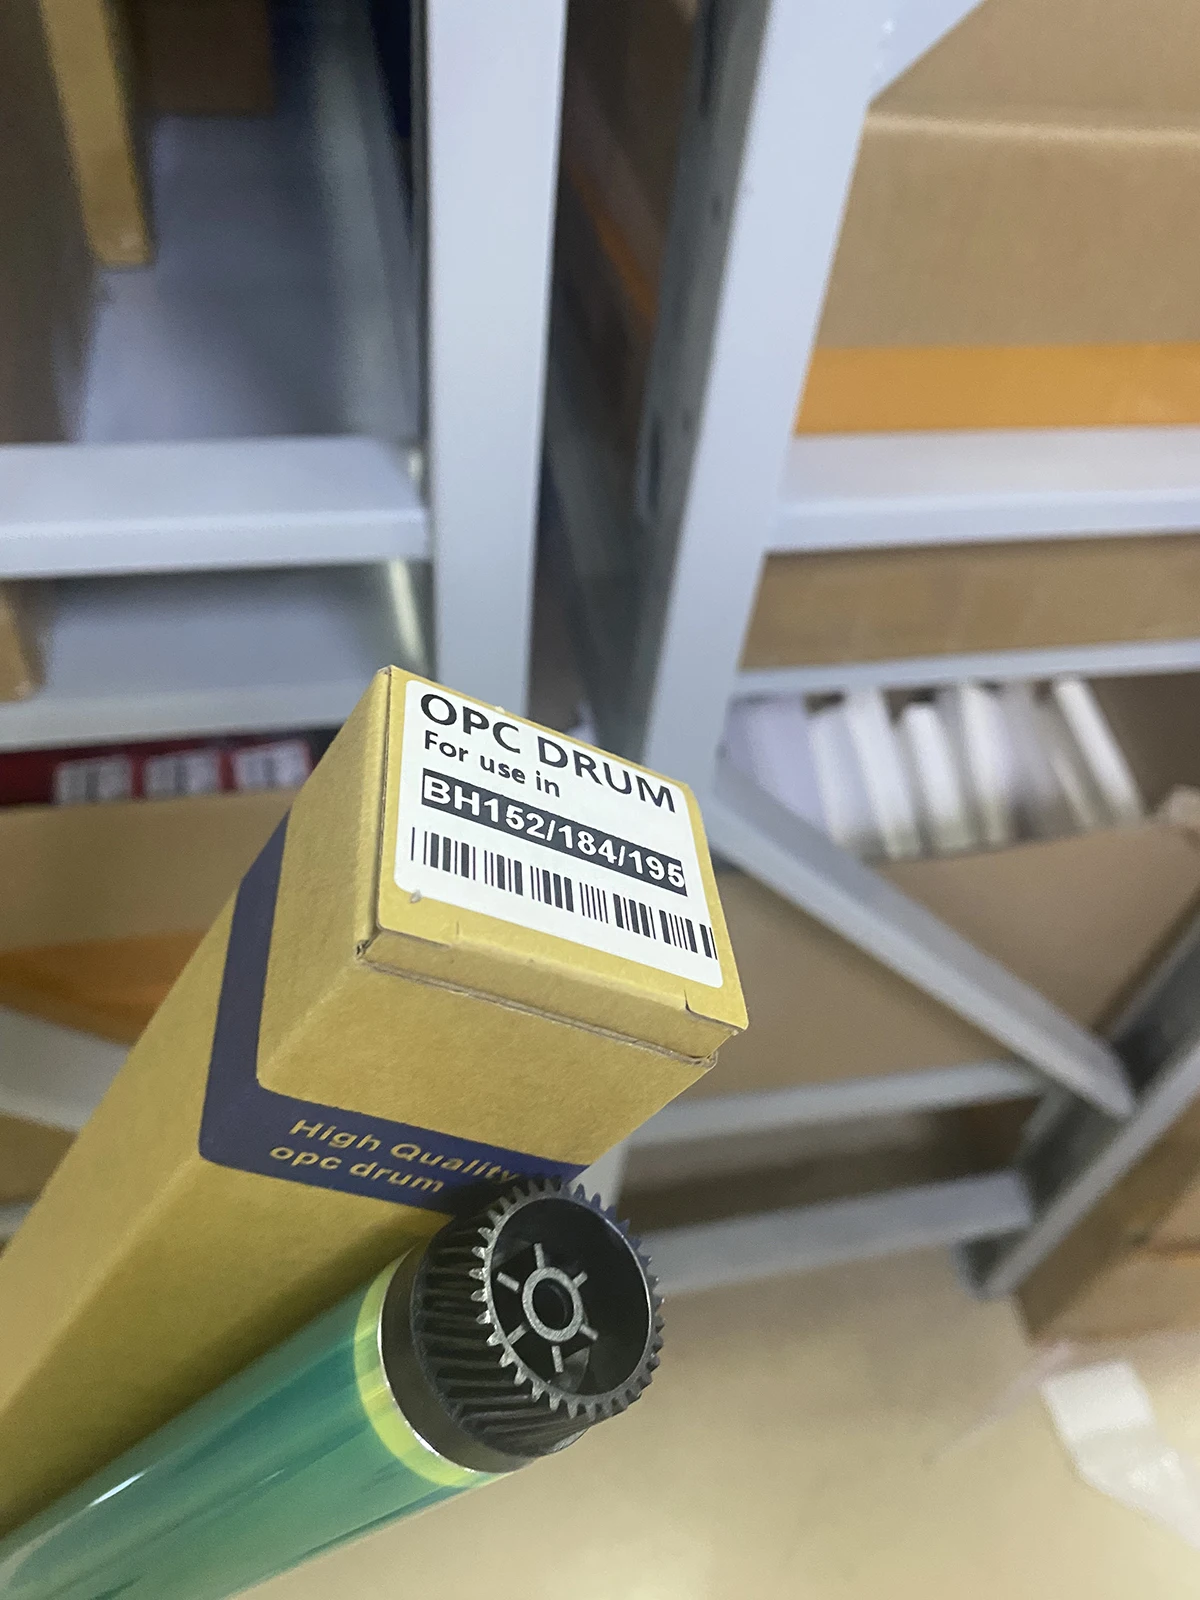 OPC DRUM
For use in
BH152/184/195
High Quality
opc drum